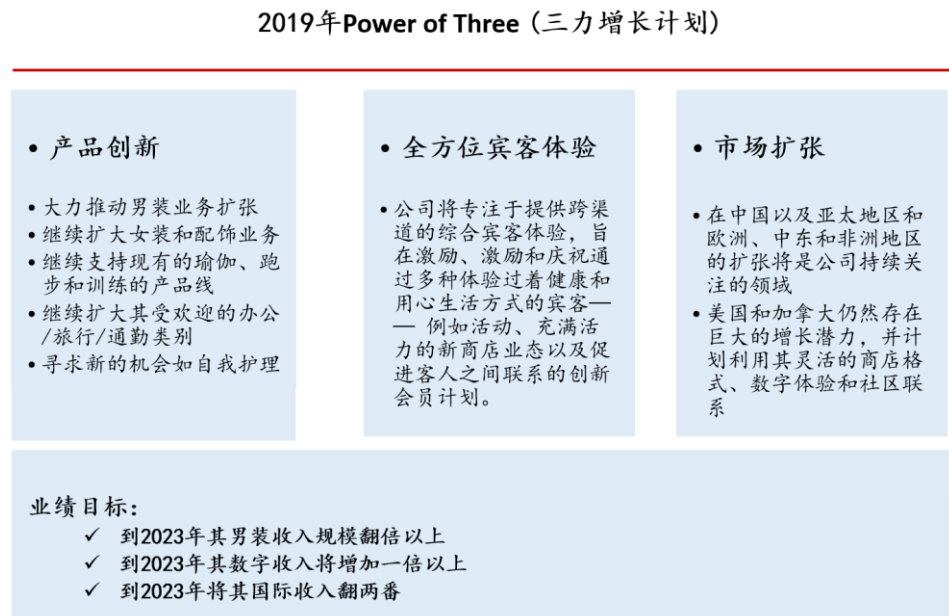 2019年Power of Three (三力增长计划)
• 产品创新
• 大力推动男装业务扩张
• 继续扩大女装和配饰业务
• 继续支持现有的瑜伽、跑
步和训练的产品线
• 继续扩大其受欢迎的办公
/旅行/通勤类别
• 寻求新的机会如自我护理
• 全方位宾客体验
• 公司将专注于提供跨渠
道的综合宾客体验，旨
在激励、激励和庆祝通
过多种体验过着健康和
用心生活方式的宾客—
— 例如活动、充满活
力的新商店业态以及促
进客人之间联系的创新
会员计划。
• 市场扩张
• 在中国以及亚太地区和
欧洲、中东和非洲地区
的扩张将是公司持续关
注的领域
• 美国和加拿大仍然存在
巨大的增长潜力，并计
划利用其灵活的商店格
式、数字体验和社区联
系
业绩目标：
✓ 到2023年其男装收入规模翻倍以上
✓ 到2023年其数字收入将增加一倍以上
✓ 到2023年将其国际收入翻两番